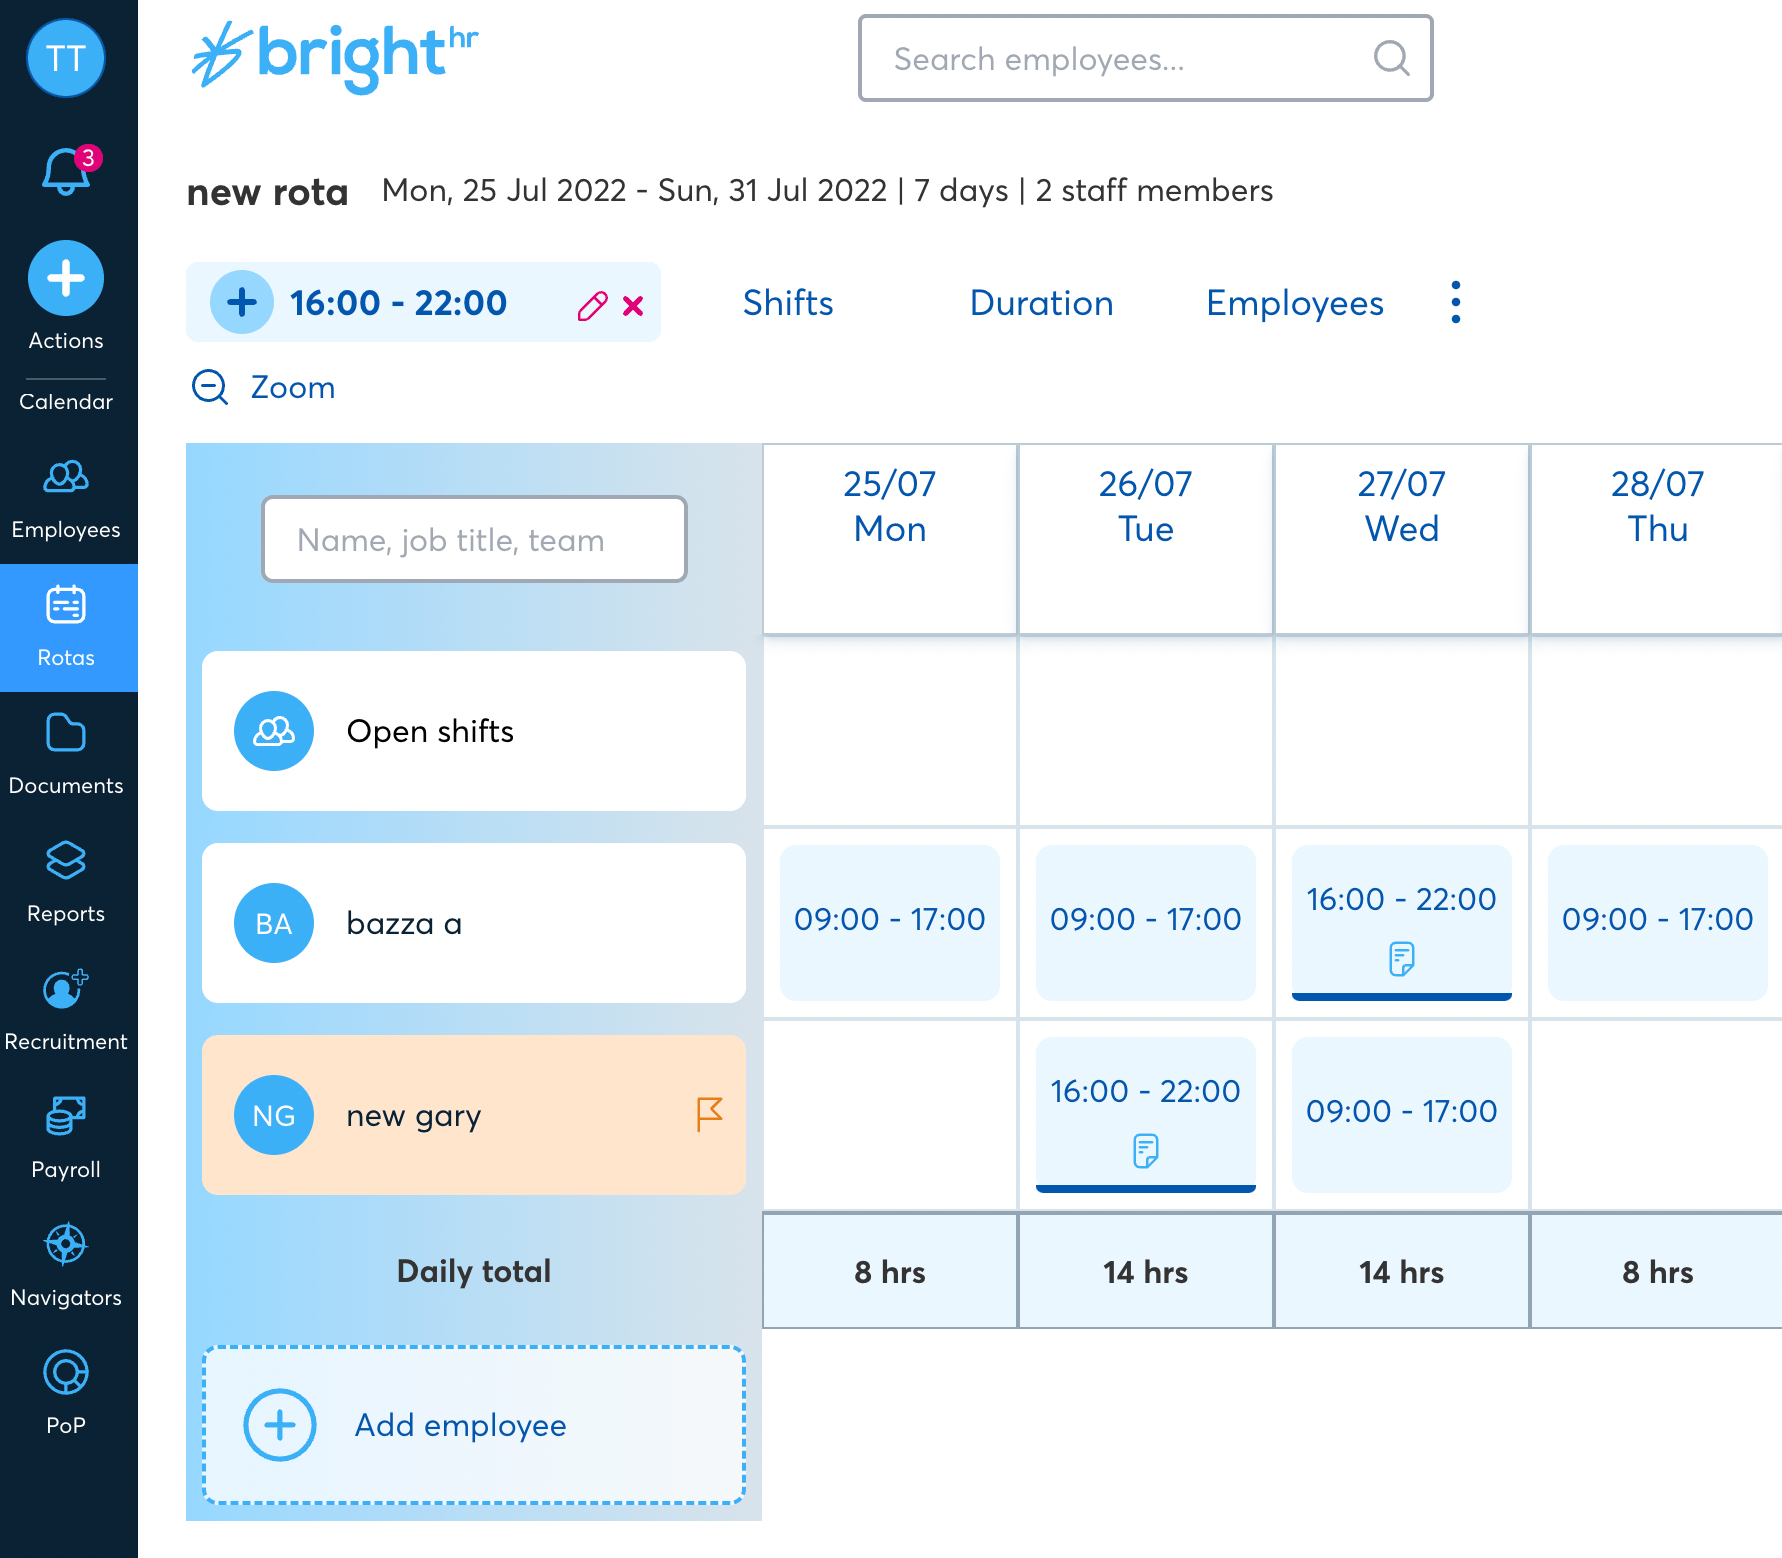 TT
3
Actions
Calendar
Employees
Rotas
Documents
Reports
Recruitment
Payroll
Navigators
PoP
bright hr
Search employees...
new rota Mon, 25 Jul 2022 - Sun, 31 Jul 2022 | 7 days | 2 staff members
16:00 - 22:00 Shifts Duration Employees
Zoom
Name, job title, team
25/07 26/07 27/07 28/07
Mon Tue Wed Thu
Open shifts
BA bazza a 09:00 - 17:00 09:00 - 17:00 16:00 - 22:00 09:00 - 17:00
NG new gary 16:00 - 22:00 09:00 - 17:00
Daily total 8 hrs 14 hrs 14 hrs 8 hrs
Add employee